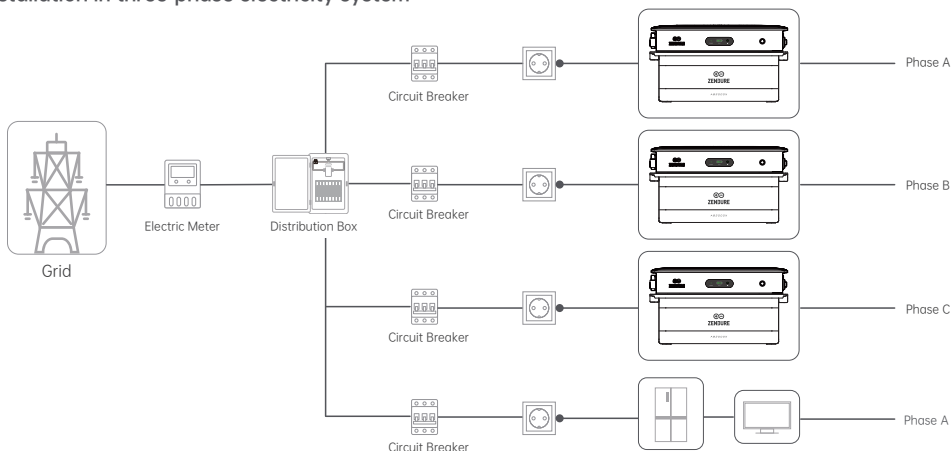 stallation in three phase electricity system
Circuit Breaker
ZENDURE
Phase A
Circuit Breaker
ZENDURE
Phase B
Grid
Electric Meter
Distribution Box
Circuit Breaker
ZENDURE
Phase C
Circuit Breaker
Phase A